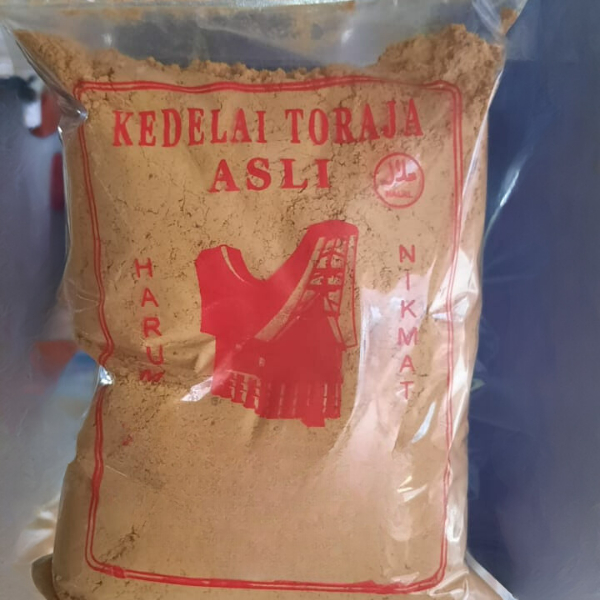 KEDELAI TORAJA
ASLI
حلال
HARUM
NIKMAT